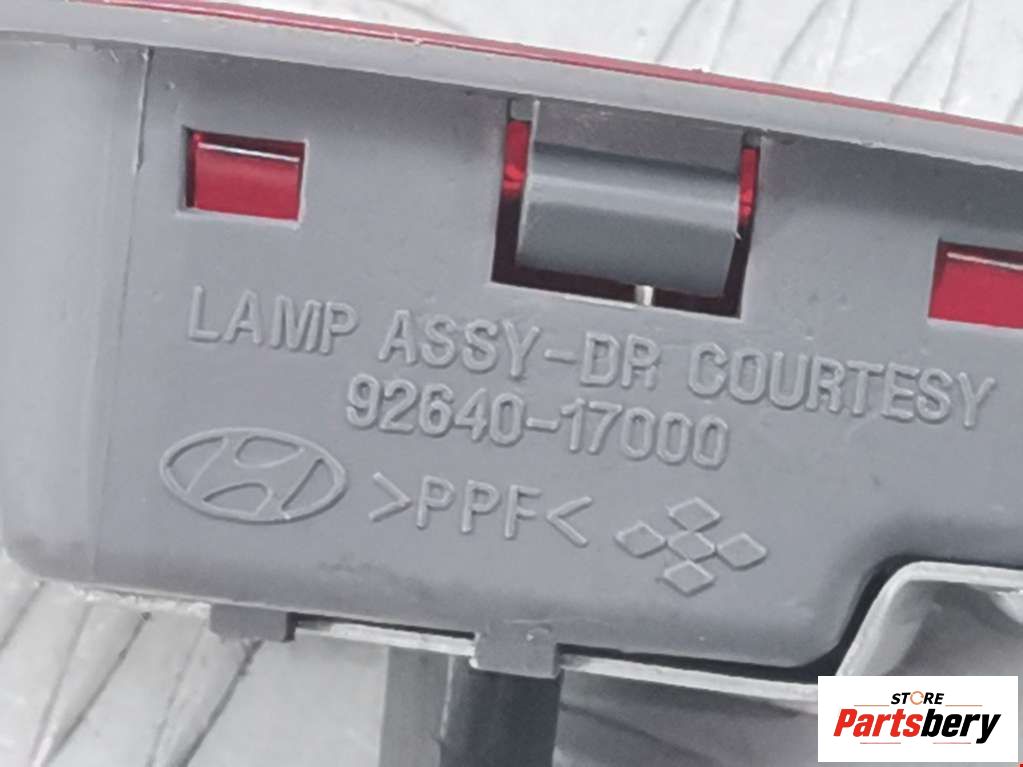 LAMP ASSY-DR COURTESY
92640-17000
>PPF<
STORE
Partsbery